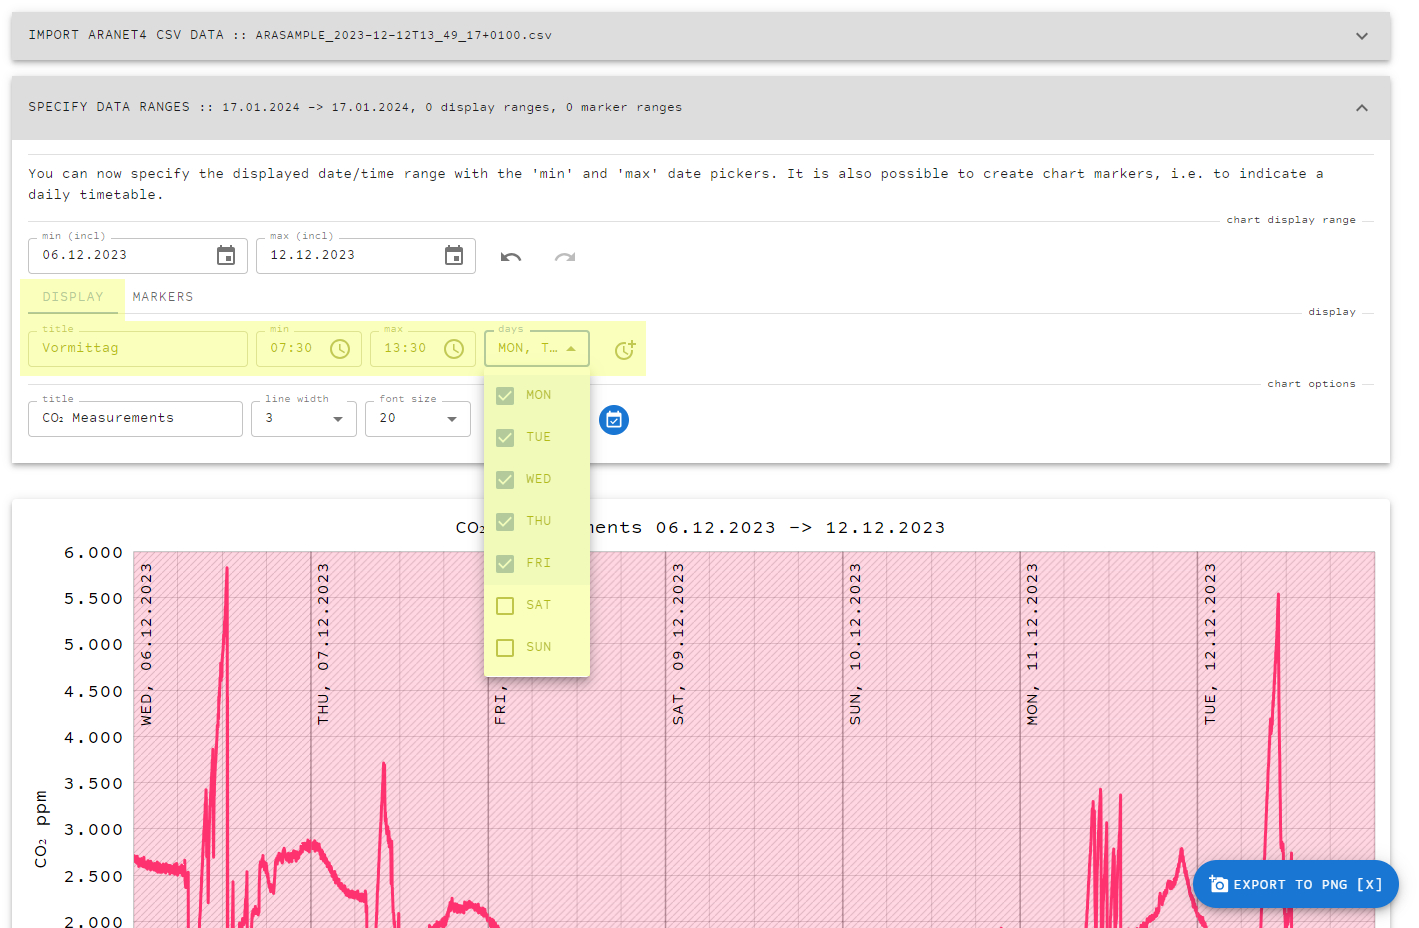 IMPORT ARANET4 CSV DATA :: ARASAMPLE_2023-12-12T13_49_17+0100.csv
SPECIFY DATA RANGES :: 17.01.2024 -> 17.01.2024, 0 display ranges, 0 marker ranges
You can now specify the displayed date/time range with the 'min' and 'max' date pickers. It is also possible to create chart markers, i.e. to indicate a
daily timetable.
chart display range
min (incl) max (incl)
06.12.2023 12.12.2023
DISPLAY MARKERS
display
title min max days
Vormittag 07:30 13:30 MON, T…
chart options
title line width font size
CO₂ Measurements 3 20
MON
TUE
WED
THU
FRI
SAT
SUN
CO₂ ments 06.12.2023 -> 12.12.2023
6.000
5.500
5.000
4.500
4.000
3.500
3.000
2.500
2.000
CO₂ ppm
WED, 06.12.2023
THU, 07.12.2023
FRI,
SAT, 09.12.2023
SUN, 10.12.2023
MON, 11.12.2023
TUE, 12.12.2023
EXPORT TO PNG [X]